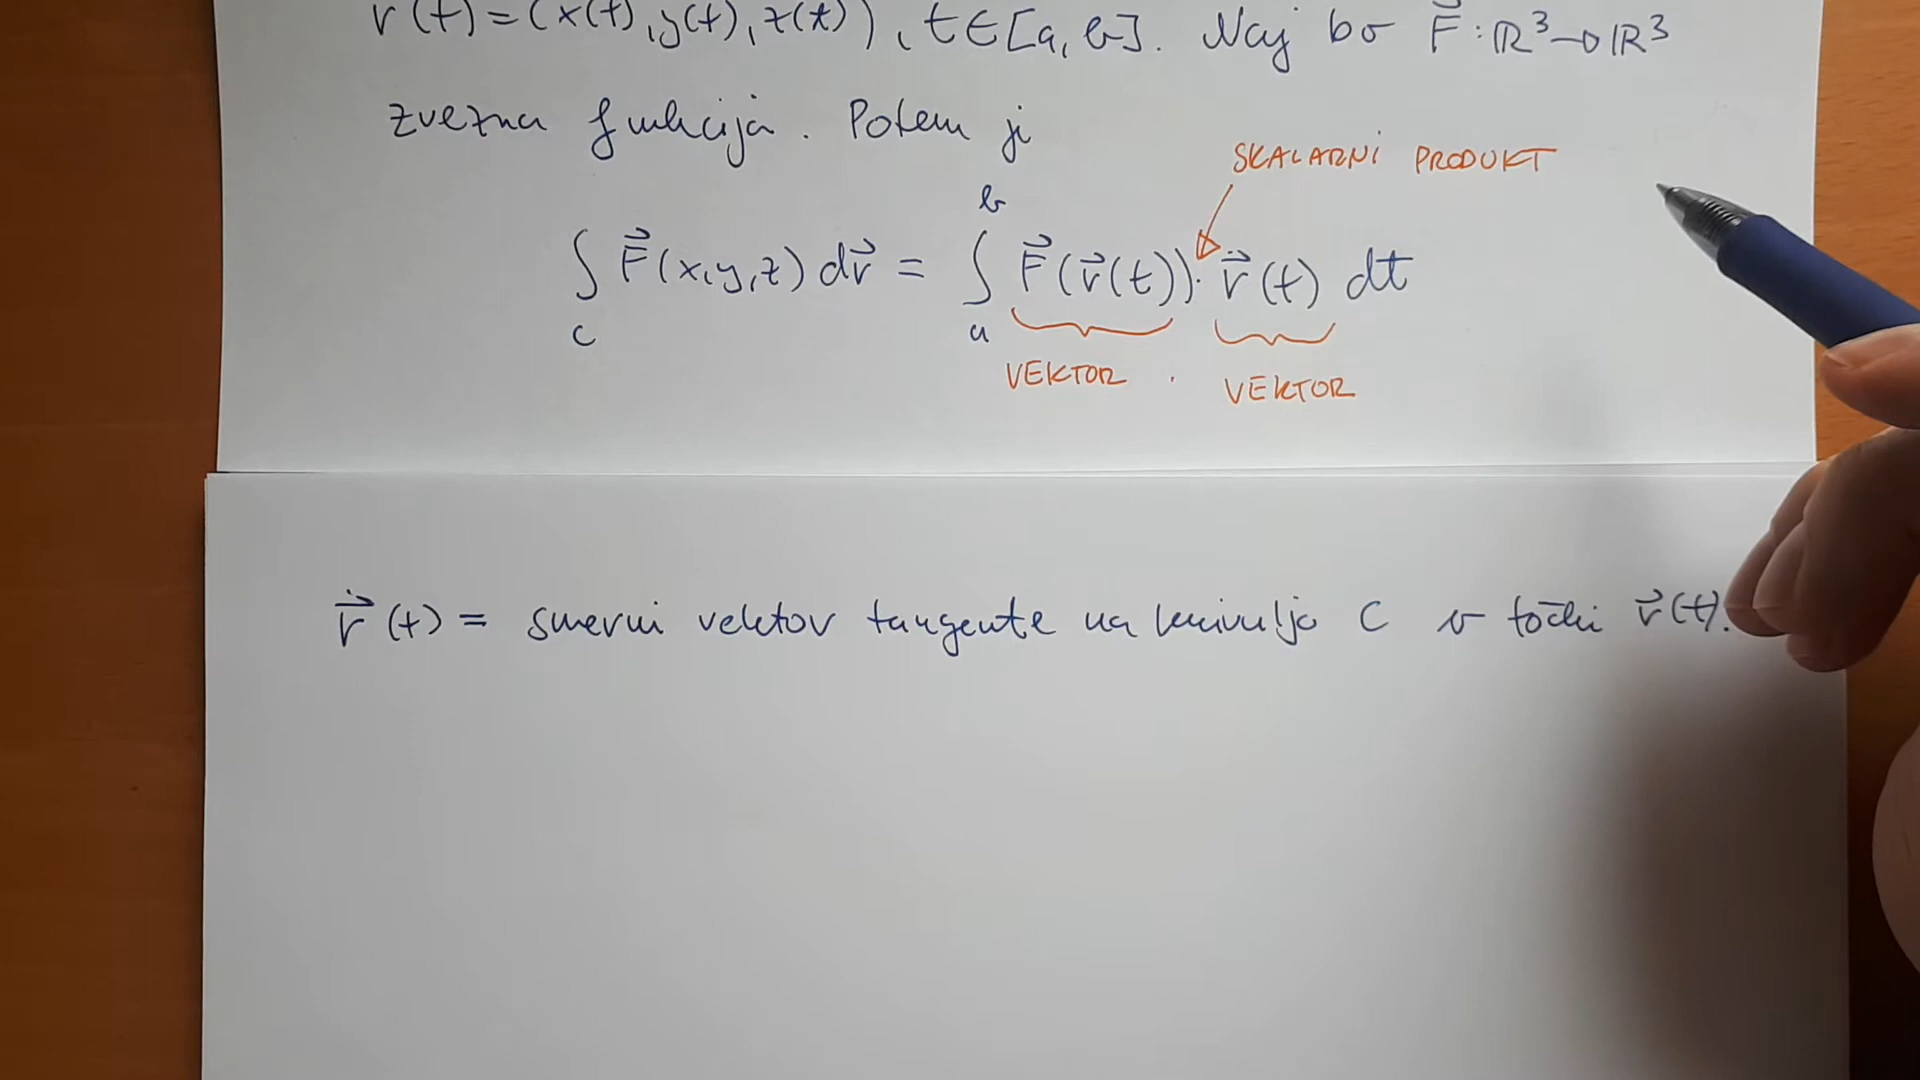 r(t) = (x(t), y(t), z(t)), t ∈ [a, b]. Naj bo F⃗ : ℝ³ → ℝ³
zvezna funkcija. Potem je
SKALARNI PRODUKT
∫_C F⃗(x, y, z) dr⃗ = ∫_a^b F⃗(r⃗(t)) · ṙ⃗(t) dt
VEKTOR · VEKTOR
ṙ⃗(t) = smerni vektor tangente na krivuljo C v točki r⃗(t).